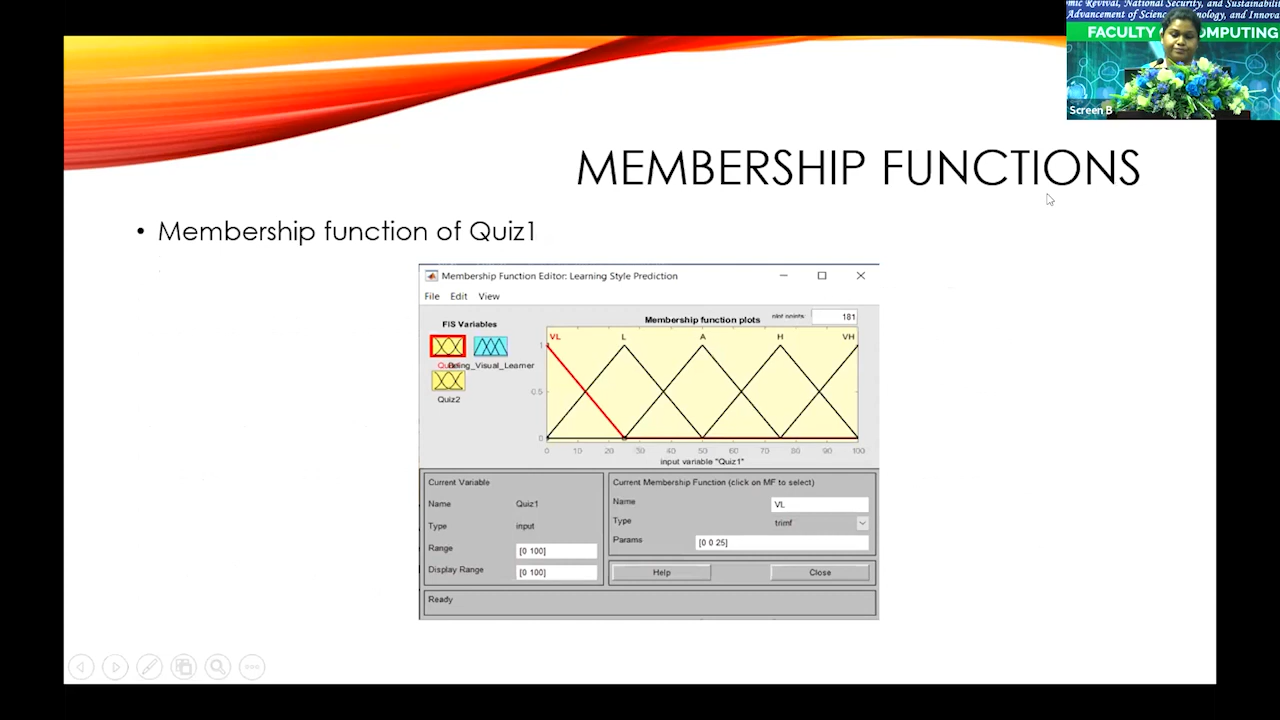 omic Revival, National Security, and Sustainabili
Advancement of Science, Technology, and Innova
FACULTY OF COMPUTING
Screen B
MEMBERSHIP FUNCTIONS
• Membership function of Quiz1
Membership Function Editor: Learning Style Prediction
File Edit View
FIS Variables
Membership function plots
plot points: 181
VL L A H VH
Being_Visual_Learner
Quiz2
1
0.5
0
0 10 20 30 40 50 60 70 80 90 100
input variable "Quiz1"
Current Variable
Name Quiz1
Type input
Range [0 100]
Display Range [0 100]
Current Membership Function (click on MF to select)
Name VL
Type trimf
Params [0 0 25]
Help Close
Ready